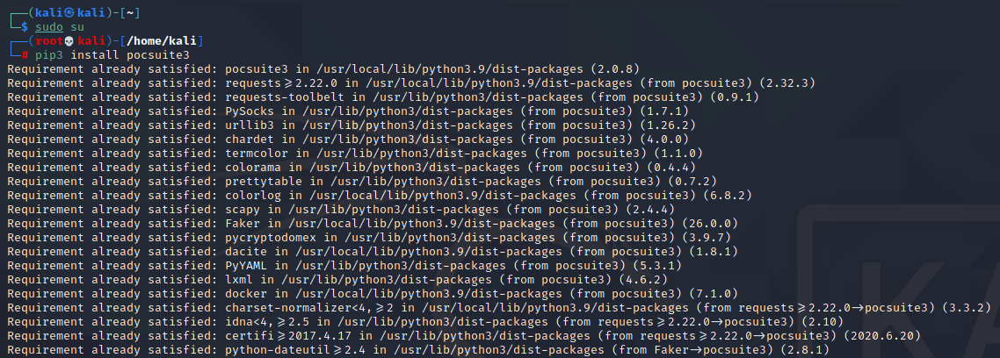 ┌──(kali㉿kali)-[~]
└─$ sudo su
┌──(root💀kali)-[/home/kali]
└─# pip3 install pocsuite3
Requirement already satisfied: pocsuite3 in /usr/local/lib/python3.9/dist-packages (2.0.8)
Requirement already satisfied: requests≥2.22.0 in /usr/local/lib/python3.9/dist-packages (from pocsuite3) (2.32.3)
Requirement already satisfied: requests-toolbelt in /usr/lib/python3/dist-packages (from pocsuite3) (0.9.1)
Requirement already satisfied: PySocks in /usr/lib/python3/dist-packages (from pocsuite3) (1.7.1)
Requirement already satisfied: urllib3 in /usr/lib/python3/dist-packages (from pocsuite3) (1.26.2)
Requirement already satisfied: chardet in /usr/lib/python3/dist-packages (from pocsuite3) (4.0.0)
Requirement already satisfied: termcolor in /usr/lib/python3/dist-packages (from pocsuite3) (1.1.0)
Requirement already satisfied: colorama in /usr/lib/python3/dist-packages (from pocsuite3) (0.4.4)
Requirement already satisfied: prettytable in /usr/lib/python3/dist-packages (from pocsuite3) (0.7.2)
Requirement already satisfied: colorlog in /usr/local/lib/python3.9/dist-packages (from pocsuite3) (6.8.2)
Requirement already satisfied: scapy in /usr/lib/python3/dist-packages (from pocsuite3) (2.4.4)
Requirement already satisfied: Faker in /usr/local/lib/python3.9/dist-packages (from pocsuite3) (26.0.0)
Requirement already satisfied: pycryptodomex in /usr/lib/python3/dist-packages (from pocsuite3) (3.9.7)
Requirement already satisfied: dacite in /usr/local/lib/python3.9/dist-packages (from pocsuite3) (1.8.1)
Requirement already satisfied: PyYAML in /usr/lib/python3/dist-packages (from pocsuite3) (5.3.1)
Requirement already satisfied: lxml in /usr/lib/python3/dist-packages (from pocsuite3) (4.6.2)
Requirement already satisfied: docker in /usr/local/lib/python3.9/dist-packages (from pocsuite3) (7.1.0)
Requirement already satisfied: charset-normalizer<4,≥2 in /usr/local/lib/python3.9/dist-packages (from requests≥2.22.0→pocsuite3) (3.3.2)
Requirement already satisfied: idna<4,≥2.5 in /usr/lib/python3/dist-packages (from requests≥2.22.0→pocsuite3) (2.10)
Requirement already satisfied: certifi≥2017.4.17 in /usr/lib/python3/dist-packages (from requests≥2.22.0→pocsuite3) (2020.6.20)
Requirement already satisfied: python-dateutil≥2.4 in /usr/lib/python3/dist-packages (from Faker→pocsuite3) (2.8.1)